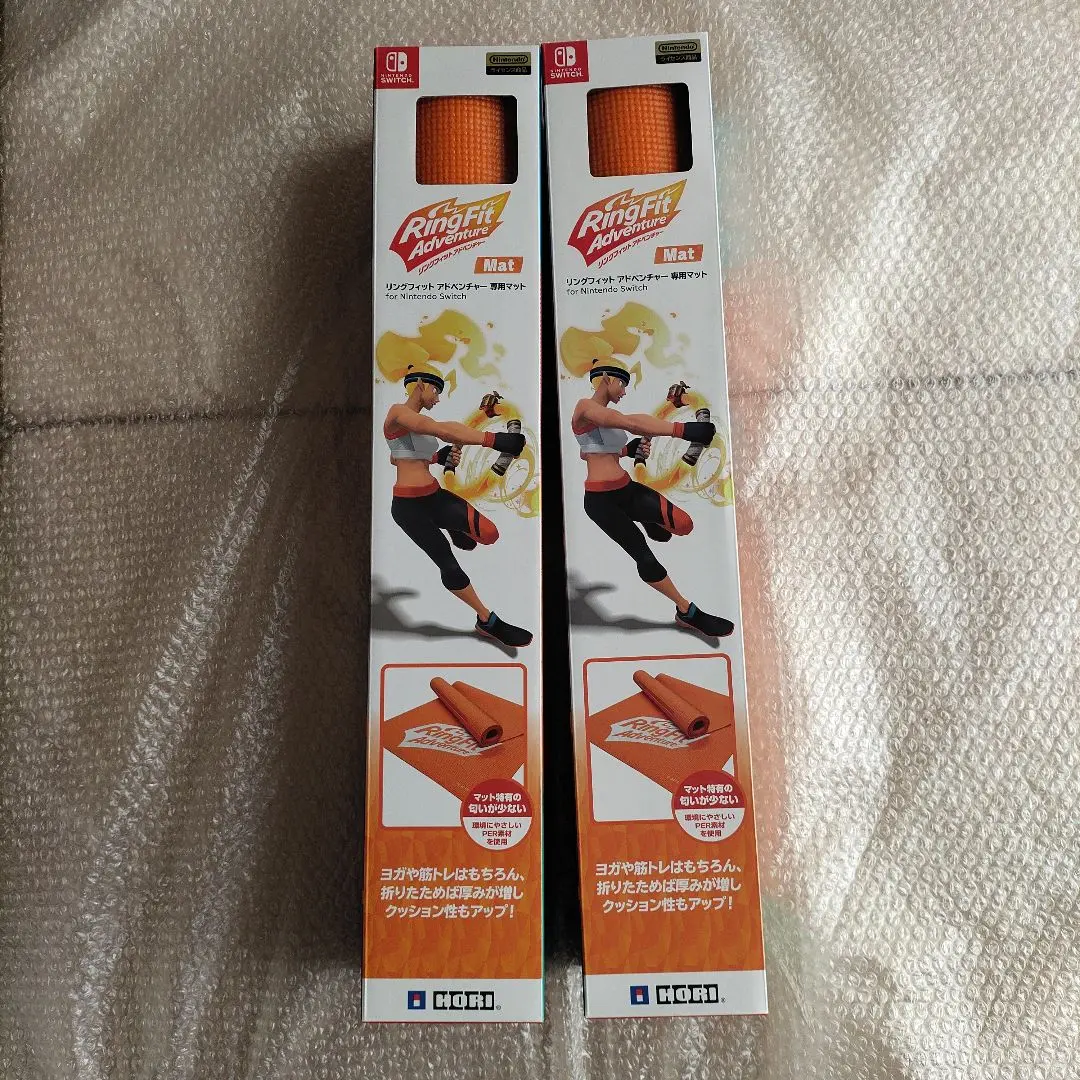 NINTENDO
SWITCH
Nintendo
ライセンス商品
RingFit
Adventure
リングフィット アドベンチャー
Mat
リングフィット アドベンチャー 専用マット
for Nintendo Switch
RingFit
Adventure
マット特有の
匂いが少ない
環境にやさしい
PER素材
を使用
ヨガや筋トレはもちろん、
折りたためば厚みが増し
クッション性もアップ！
HORI
NINTENDO
SWITCH
Nintendo
ライセンス商品
RingFit
Adventure
リングフィット アドベンチャー
Mat
リングフィット アドベンチャー 専用マット
for Nintendo Switch
RingFit
Adventure
マット特有の
匂いが少ない
環境にやさしい
PER素材
を使用
ヨガや筋トレはもちろん、
折りたためば厚みが増し
クッション性もアップ！
HORI